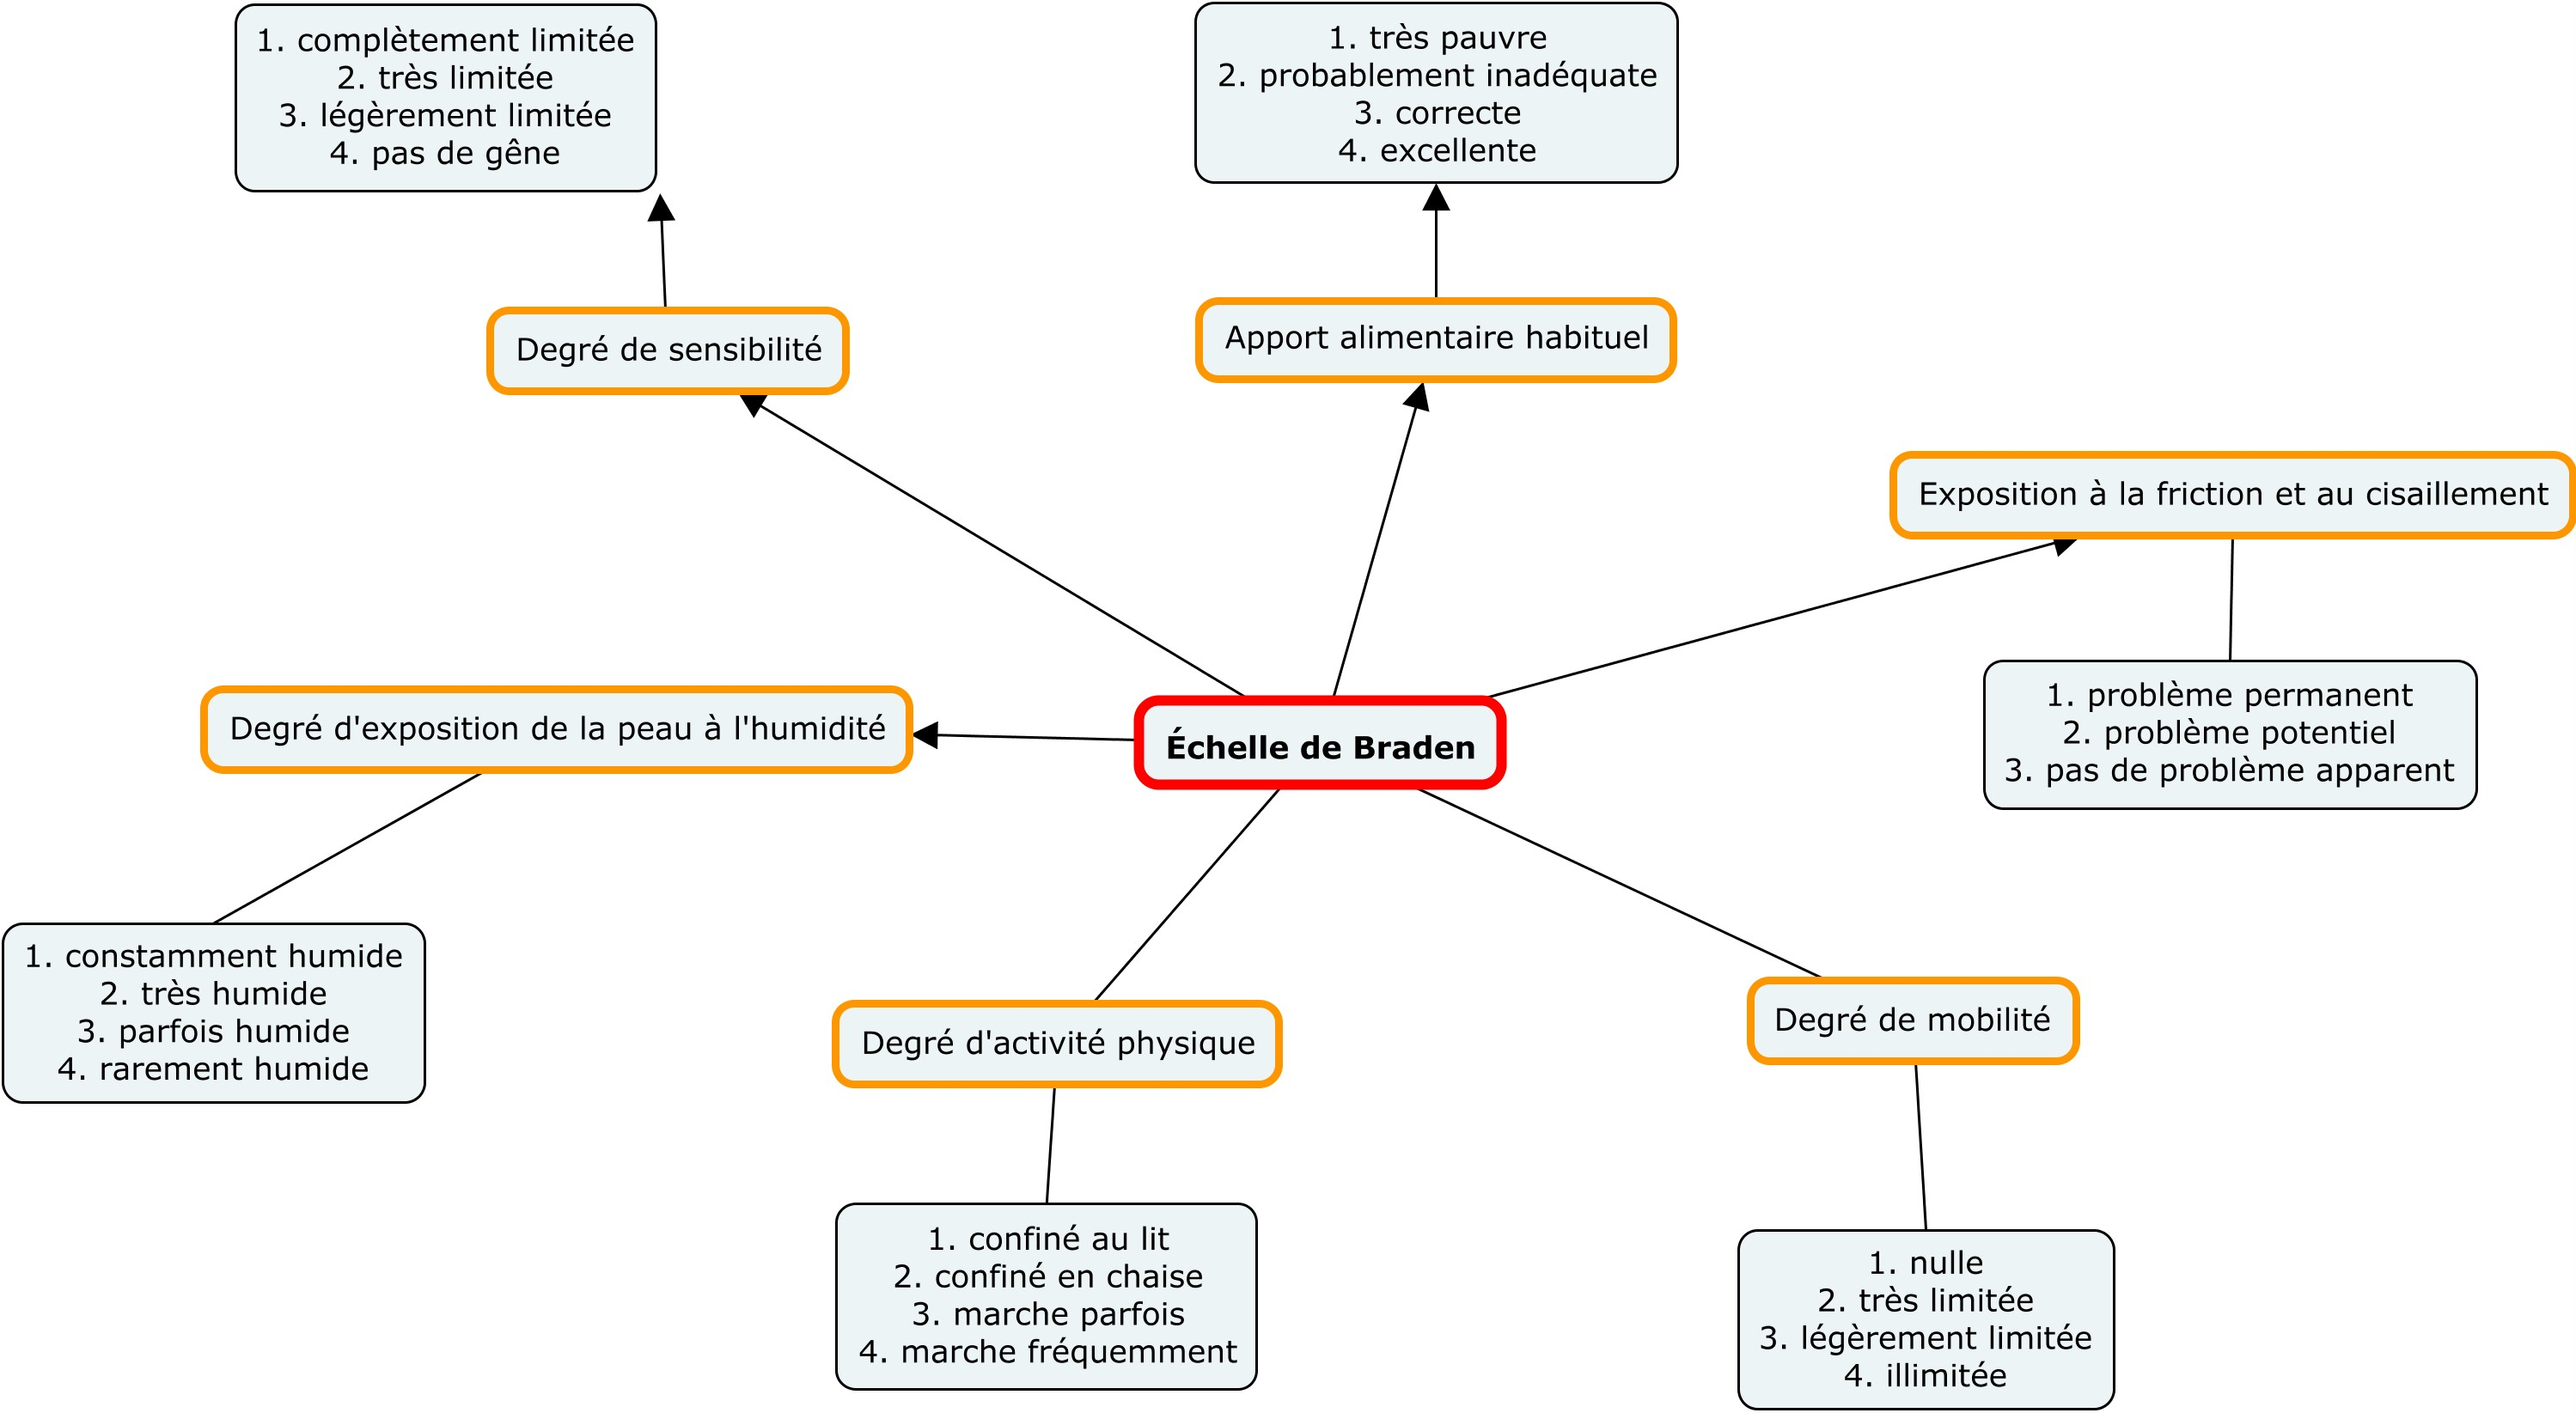 1. complètement limitée
2. très limitée
3. légèrement limitée
4. pas de gêne
1. très pauvre
2. probablement inadéquate
3. correcte
4. excellente
Degré de sensibilité
Apport alimentaire habituel
Exposition à la friction et au cisaillement
Degré d'exposition de la peau à l'humidité
Échelle de Braden
1. problème permanent
2. problème potentiel
3. pas de problème apparent
1. constamment humide
2. très humide
3. parfois humide
4. rarement humide
Degré d'activité physique
Degré de mobilité
1. confiné au lit
2. confiné en chaise
3. marche parfois
4. marche fréquemment
1. nulle
2. très limitée
3. légèrement limitée
4. illimitée